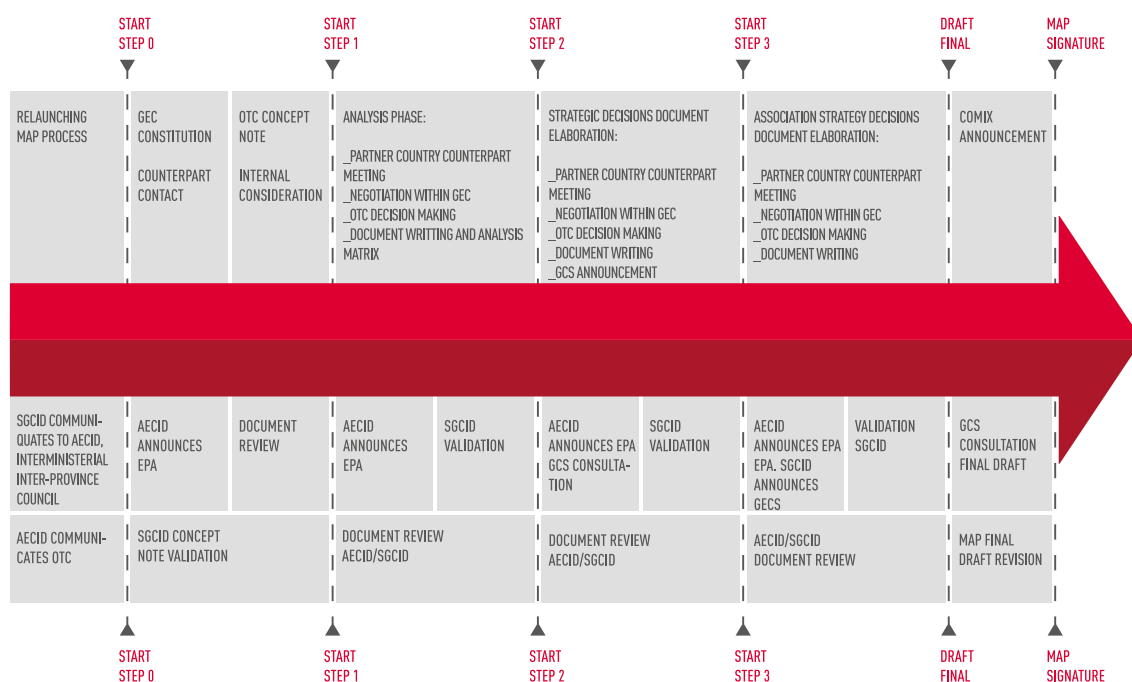 START
STEP 0
START
STEP 1
START
STEP 2
START
STEP 3
DRAFT
FINAL
MAP
SIGNATURE
RELAUNCHING
MAP PROCESS
GEC
CONSTITUTION
COUNTERPART
CONTACT
OTC CONCEPT
NOTE
INTERNAL
CONSIDERATION
ANALYSIS PHASE:
_PARTNER COUNTRY COUNTERPART
MEETING
_NEGOTIATION WITHIN GEC
_OTC DECISION MAKING
_DOCUMENT WRITTING AND ANALYSIS
MATRIX
STRATEGIC DECISIONS DOCUMENT
ELABORATION:
_PARTNER COUNTRY COUNTERPART
MEETING
_NEGOTIATION WITHIN GEC
_OTC DECISION MAKING
_DOCUMENT WRITING
_GCS ANNOUNCEMENT
ASSOCIATION STRATEGY DECISIONS
DOCUMENT ELABORATION:
_PARTNER COUNTRY COUNTERPART
MEETING
_NEGOTIATION WITHIN GEC
_OTC DECISION MAKING
_DOCUMENT WRITING
COMIX
ANNOUNCEMENT
SGCID COMMUNI-
QUATES TO AECID,
INTERMINISTERIAL
INTER-PROVINCE
COUNCIL
AECID
ANNOUNCES
EPA
DOCUMENT
REVIEW
AECID
ANNOUNCES
EPA
SGCID
VALIDATION
AECID
ANNOUNCES EPA
GCS CONSULTA-
TION
SGCID
VALIDATION
AECID
ANNOUNCES EPA
EPA. SGCID
ANNOUNCES
GECS
VALIDATION
SGCID
GCS
CONSULTATION
FINAL DRAFT
AECID COMMUNI-
CATES OTC
SGCID CONCEPT
NOTE VALIDATION
DOCUMENT REVIEW
AECID/SGCID
DOCUMENT REVIEW
AECID/SGCID
AECID/SGCID
DOCUMENT REVIEW
MAP FINAL
DRAFT REVISION
START
STEP 0
START
STEP 1
START
STEP 2
START
STEP 3
DRAFT
FINAL
MAP
SIGNATURE